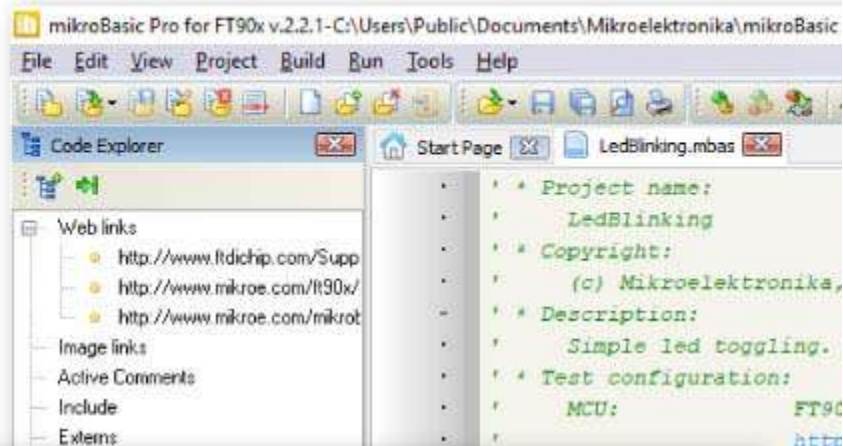 mikroBasic Pro for FT90x v.2.2.1-C:\Users\Public\Documents\Mikroelektronika\mikroBasic
File Edit View Project Build Run Tools Help
Code Explorer
Start Page
LedBlinking.mbas
Web links
http://www.ftdichip.com/Supp
http://www.mikroe.com/ft90x/
http://www.mikroe.com/mikrob
Image links
Active Comments
Include
Externs
' * Project name:
' LedBlinking
' * Copyright:
' (c) Mikroelektronika,
' * Description:
' Simple led toggling.
' * Test configuration:
' MCU: FT90
' http